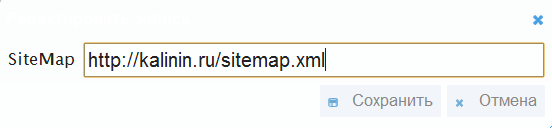 SiteMap http://kalinin.ru/sitemap.xml
Сохранить Отмена